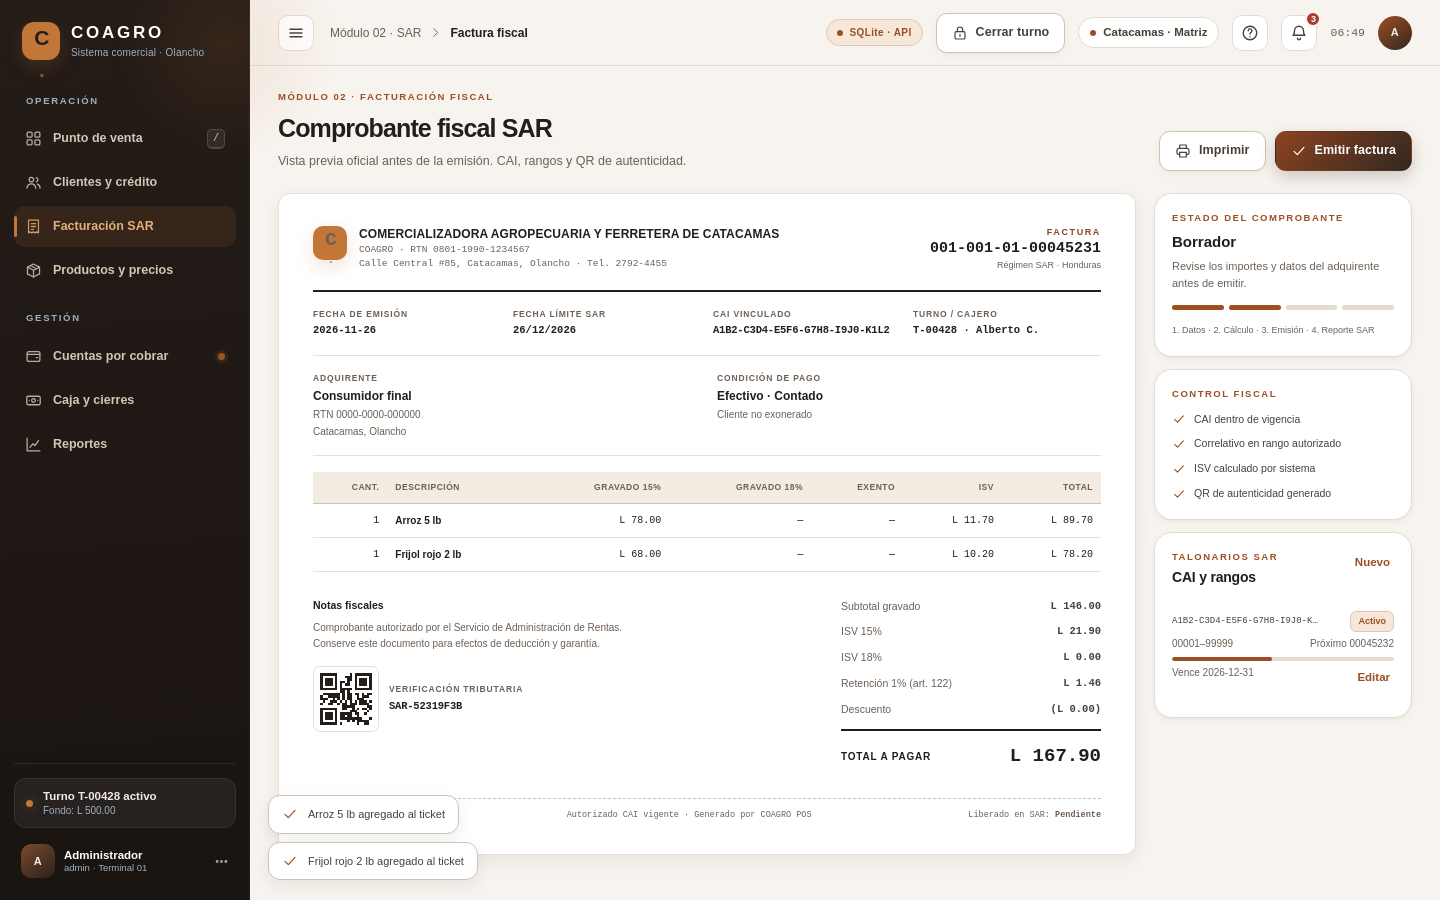 C
COAGRO
Sistema comercial · Olancho
OPERACIÓN
Punto de venta
/
Clientes y crédito
Facturación SAR
Productos y precios
GESTIÓN
Cuentas por cobrar
Caja y cierres
Reportes
Turno T-00428 activo
Fondo: L 500.00
A
Administrador
admin · Terminal 01
•••
Módulo 02 · SAR
Factura fiscal
SQLite · API
Cerrar turno
Catacamas · Matriz
3
06:49
A
MÓDULO 02 · FACTURACIÓN FISCAL
Comprobante fiscal SAR
Vista previa oficial antes de la emisión. CAI, rangos y QR de autenticidad.
Imprimir
Emitir factura
C
COMERCIALIZADORA AGROPECUARIA Y FERRETERA DE CATACAMAS
COAGRO · RTN 0801-1990-1234567
Calle Central #85, Catacamas, Olancho · Tel. 2792-4455
FACTURA
001-001-01-00045231
Régimen SAR · Honduras
FECHA DE EMISIÓN
2026-11-26
FECHA LÍMITE SAR
26/12/2026
CAI VINCULADO
A1B2-C3D4-E5F6-G7H8-I9J0-K1L2
TURNO / CAJERO
T-00428 · Alberto C.
ADQUIRENTE
Consumidor final
RTN 0000-0000-000000
Catacamas, Olancho
CONDICIÓN DE PAGO
Efectivo · Contado
Cliente no exonerado
CANT. DESCRIPCIÓN GRAVADO 15% GRAVADO 18% EXENTO ISV TOTAL
1 Arroz 5 lb L 78.00 — — L 11.70 L 89.70
1 Frijol rojo 2 lb L 68.00 — — L 10.20 L 78.20
Notas fiscales
Comprobante autorizado por el Servicio de Administración de Rentas.
Conserve este documento para efectos de deducción y garantía.
VERIFICACIÓN TRIBUTARIA
SAR-52319F3B
Subtotal gravado L 146.00
ISV 15% L 21.90
ISV 18% L 0.00
Retención 1% (art. 122) L 1.46
Descuento (L 0.00)
TOTAL A PAGAR L 167.90
Autorizado CAI vigente · Generado por COAGRO POS
Liberado en SAR: Pendiente
Arroz 5 lb agregado al ticket
Frijol rojo 2 lb agregado al ticket
ESTADO DEL COMPROBANTE
Borrador
Revise los importes y datos del adquirente
antes de emitir.
1. Datos · 2. Cálculo · 3. Emisión · 4. Reporte SAR
CONTROL FISCAL
CAI dentro de vigencia
Correlativo en rango autorizado
ISV calculado por sistema
QR de autenticidad generado
TALONARIOS SAR
CAI y rangos
Nuevo
A1B2-C3D4-E5F6-G7H8-I9J0-K…
Activo
00001–99999
Próximo 00045232
Vence 2026-12-31
Editar